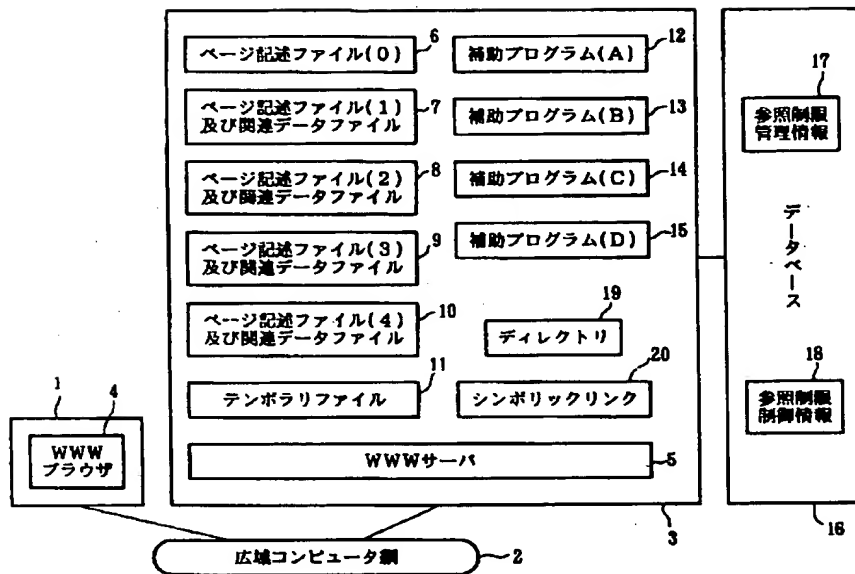 ページ記述ファイル(0)
6
ページ記述ファイル(1)
及び関連データファイル
7
ページ記述ファイル(2)
及び関連データファイル
8
ページ記述ファイル(3)
及び関連データファイル
9
ページ記述ファイル(4)
及び関連データファイル
10
テンポラリファイル
11
補助プログラム(A)
12
補助プログラム(B)
13
補助プログラム(C)
14
補助プログラム(D)
15
ディレクトリ
19
シンボリックリンク
20
WWWサーバ
5
3
参照制限
管理情報
17
データベース
参照制限
制御情報
18
16
1
4
WWW
ブラウザ
広域コンピュータ網
2